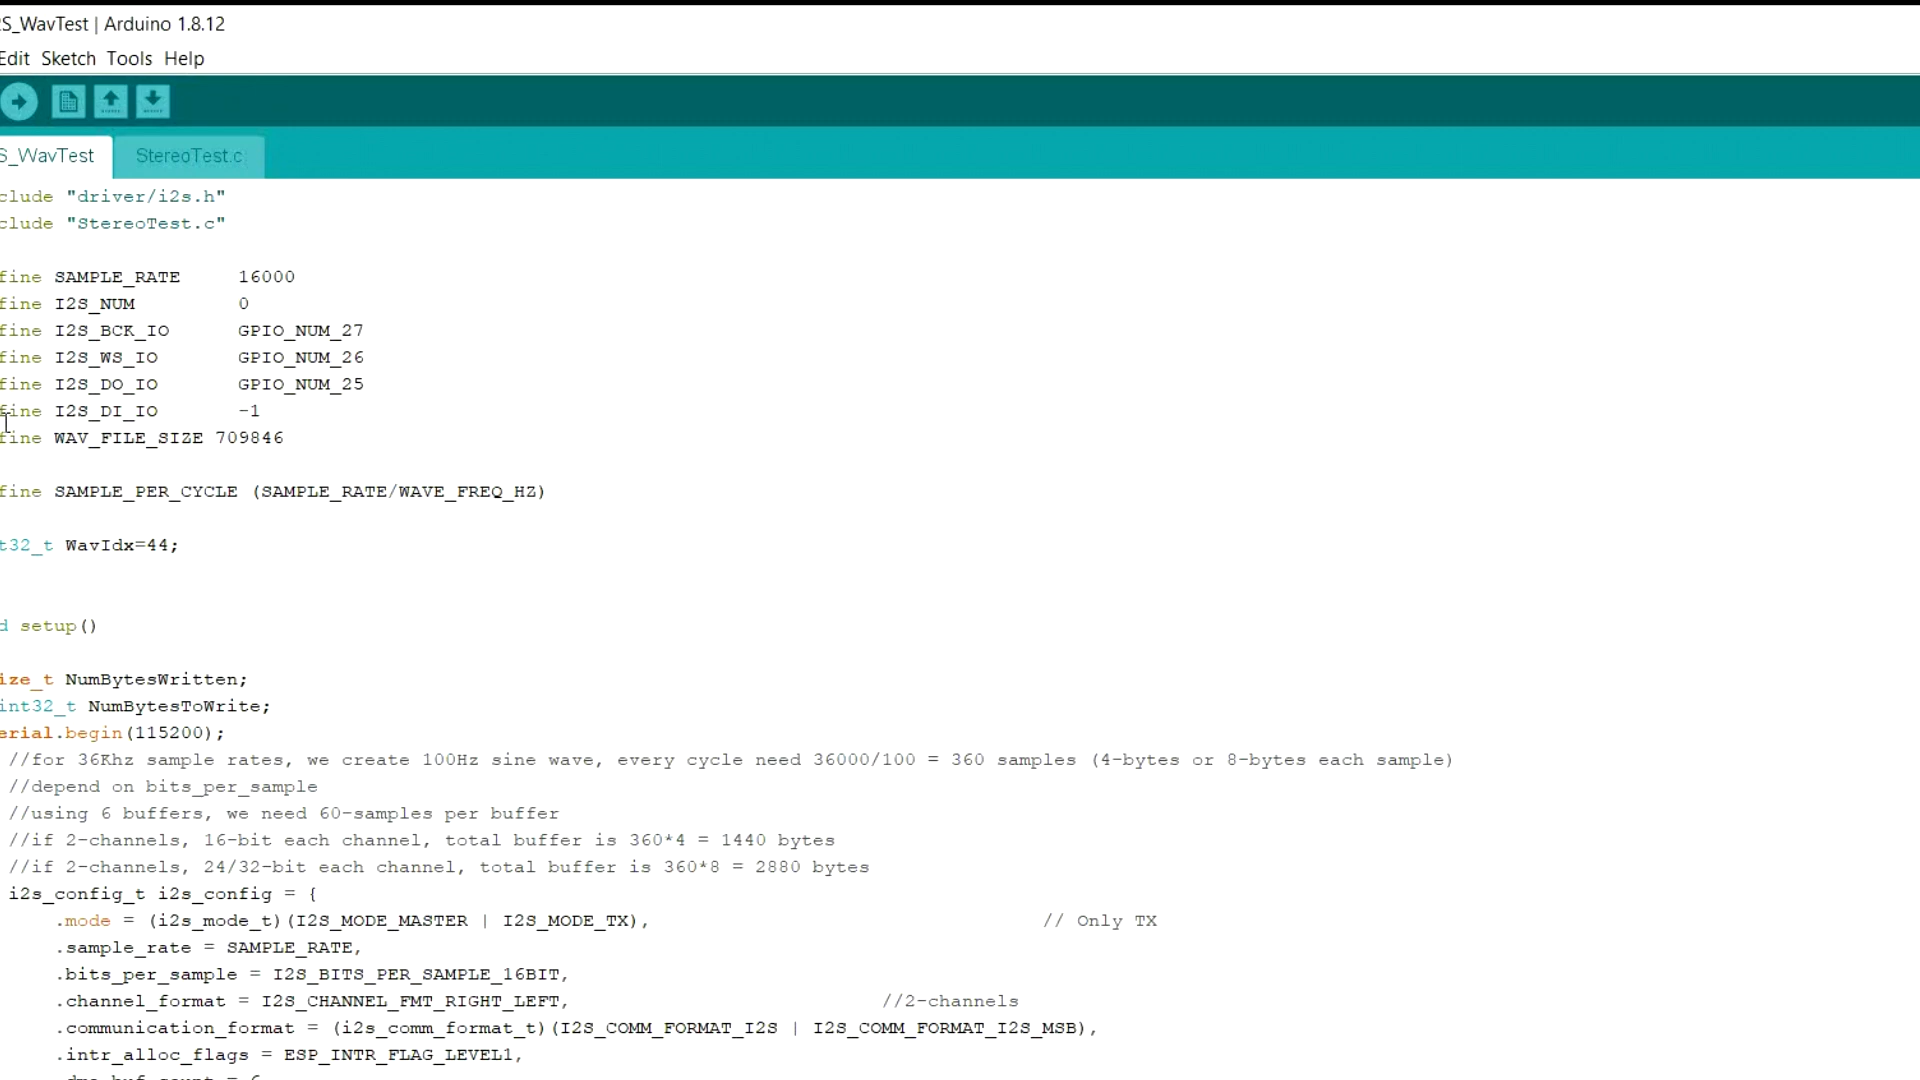 2S_WavTest | Arduino 1.8.12
Edit Sketch Tools Help
S_WavTest StereoTest.c
clude "driver/i2s.h"
clude "StereoTest.c"
fine SAMPLE_RATE 16000
fine I2S_NUM 0
fine I2S_BCK_IO GPIO_NUM_27
fine I2S_WS_IO GPIO_NUM_26
fine I2S_DO_IO GPIO_NUM_25
fine I2S_DI_IO -1
fine WAV_FILE_SIZE 709846
fine SAMPLE_PER_CYCLE (SAMPLE_RATE/WAVE_FREQ_HZ)
t32_t WavIdx=44;
d setup()
ize_t NumBytesWritten;
int32_t NumBytesToWrite;
erial.begin(115200);
//for 36Khz sample rates, we create 100Hz sine wave, every cycle need 36000/100 = 360 samples (4-bytes or 8-bytes each sample)
//depend on bits_per_sample
//using 6 buffers, we need 60-samples per buffer
//if 2-channels, 16-bit each channel, total buffer is 360*4 = 1440 bytes
//if 2-channels, 24/32-bit each channel, total buffer is 360*8 = 2880 bytes
i2s_config_t i2s_config = {
.mode = (i2s_mode_t)(I2S_MODE_MASTER | I2S_MODE_TX), // Only TX
.sample_rate = SAMPLE_RATE,
.bits_per_sample = I2S_BITS_PER_SAMPLE_16BIT,
.channel_format = I2S_CHANNEL_FMT_RIGHT_LEFT, //2-channels
.communication_format = (i2s_comm_format_t)(I2S_COMM_FORMAT_I2S | I2S_COMM_FORMAT_I2S_MSB),
.intr_alloc_flags = ESP_INTR_FLAG_LEVEL1,